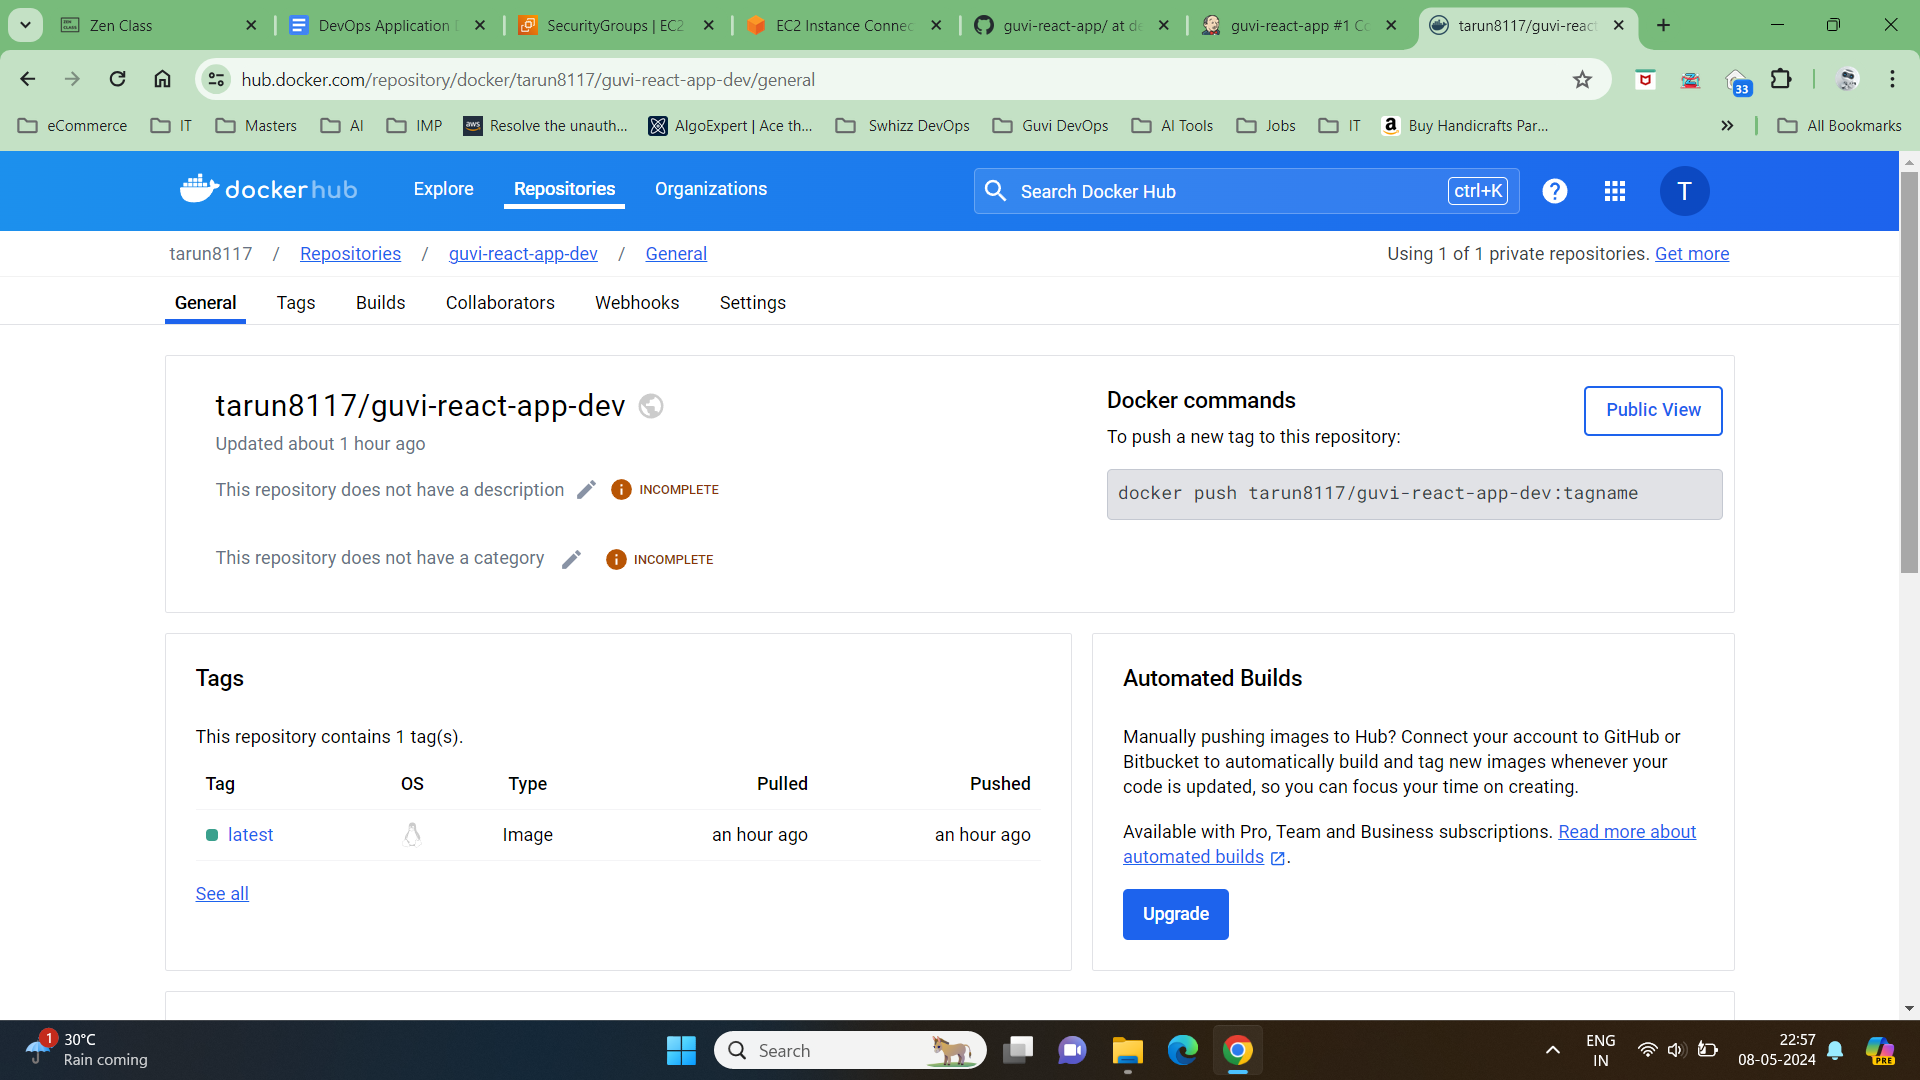 Zen Class
DevOps Application D
SecurityGroups | EC2
EC2 Instance Connec
guvi-react-app/ at de
guvi-react-app #1 Co
tarun8117/guvi-react
hub.docker.com/repository/docker/tarun8117/guvi-react-app-dev/general
33
eCommerce
IT
Masters
AI
IMP
aws
Resolve the unauth...
AlgoExpert | Ace th...
Swhizz DevOps
Guvi DevOps
AI Tools
Jobs
IT
Buy Handicrafts Par...
All Bookmarks
dockerhub
Explore
Repositories
Organizations
Search Docker Hub
ctrl+K
T
tarun8117 / Repositories / guvi-react-app-dev / General
Using 1 of 1 private repositories. Get more
General
Tags
Builds
Collaborators
Webhooks
Settings
tarun8117/guvi-react-app-dev
Updated about 1 hour ago
This repository does not have a description
INCOMPLETE
This repository does not have a category
INCOMPLETE
Docker commands
Public View
To push a new tag to this repository:
docker push tarun8117/guvi-react-app-dev:tagname
Tags
This repository contains 1 tag(s).
Tag OS Type Pulled Pushed
latest Image an hour ago an hour ago
See all
Automated Builds
Manually pushing images to Hub? Connect your account to GitHub or
Bitbucket to automatically build and tag new images whenever your
code is updated, so you can focus your time on creating.
Available with Pro, Team and Business subscriptions. Read more about
automated builds .
Upgrade
1
30°C
Rain coming
Search
ENG
IN
22:57
08-05-2024
PRE